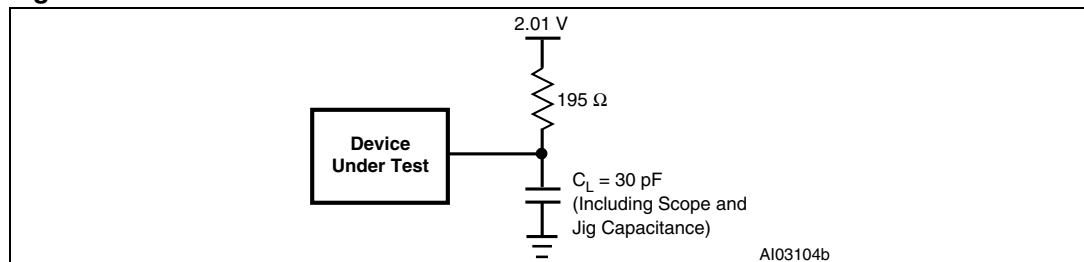 2.01 V
195 Ω
Device
Under Test
C_L = 30 pF
(Including Scope and
Jig Capacitance)
AI03104b